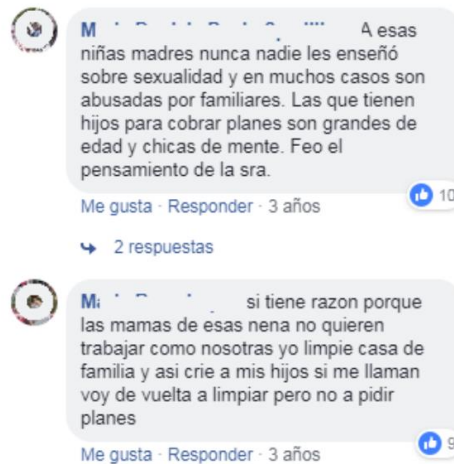 A esas
niñas madres nunca nadie les enseñó
sobre sexualidad y en muchos casos son
abusadas por familiares. Las que tienen
hijos para cobrar planes son grandes de
edad y chicas de mente. Feo el
pensamiento de la sra.
10
Me gusta · Responder · 3 años
2 respuestas
si tiene razon porque
las mamas de esas nena no quieren
trabajar como nosotras yo limpie casa de
familia y asi crie a mis hijos si me llaman
voy de vuelta a limpiar pero no a pidir
planes
9
Me gusta · Responder · 3 años